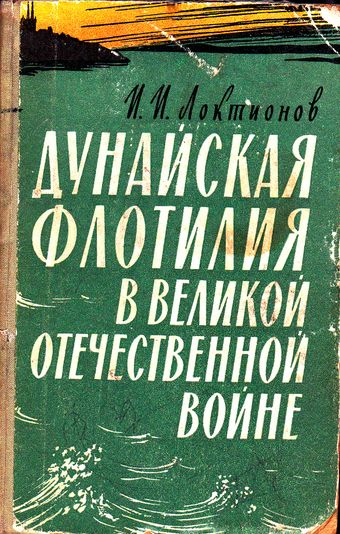 И. И. Локтионов
ДУНАЙСКАЯ
ФЛОТИЛИЯ
В ВЕЛИКОЙ
ОТЕЧЕСТВЕННОЙ
ВОЙНЕ